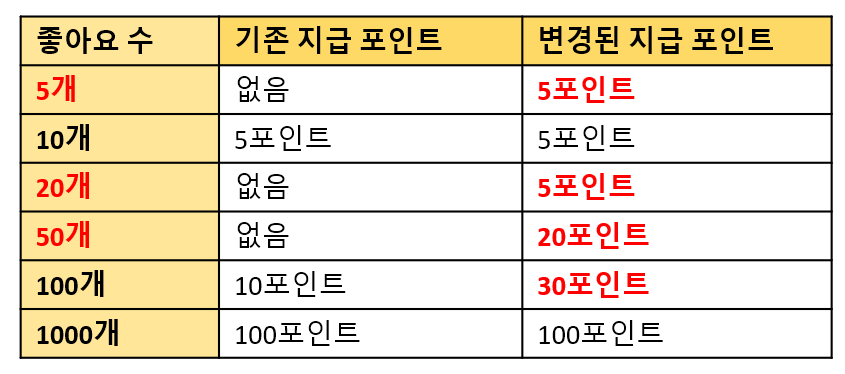 좋아요 수 기존 지급 포인트 변경된 지급 포인트
5개 없음 5포인트
10개 5포인트 5포인트
20개 없음 5포인트
50개 없음 20포인트
100개 10포인트 30포인트
1000개 100포인트 100포인트